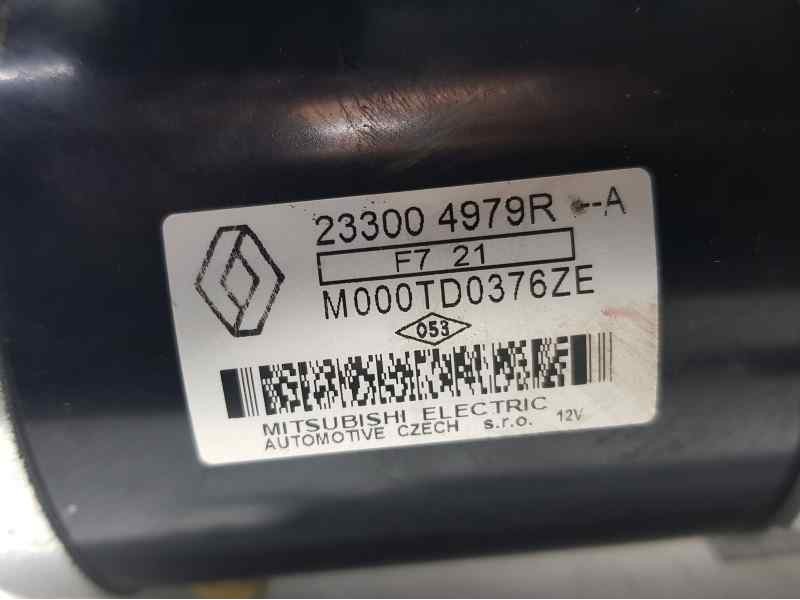 23300 4979R --A
F7 21
M000TD0376ZE
053
MITSUBISHI ELECTRIC
AUTOMOTIVE CZECH s.r.o. 12V